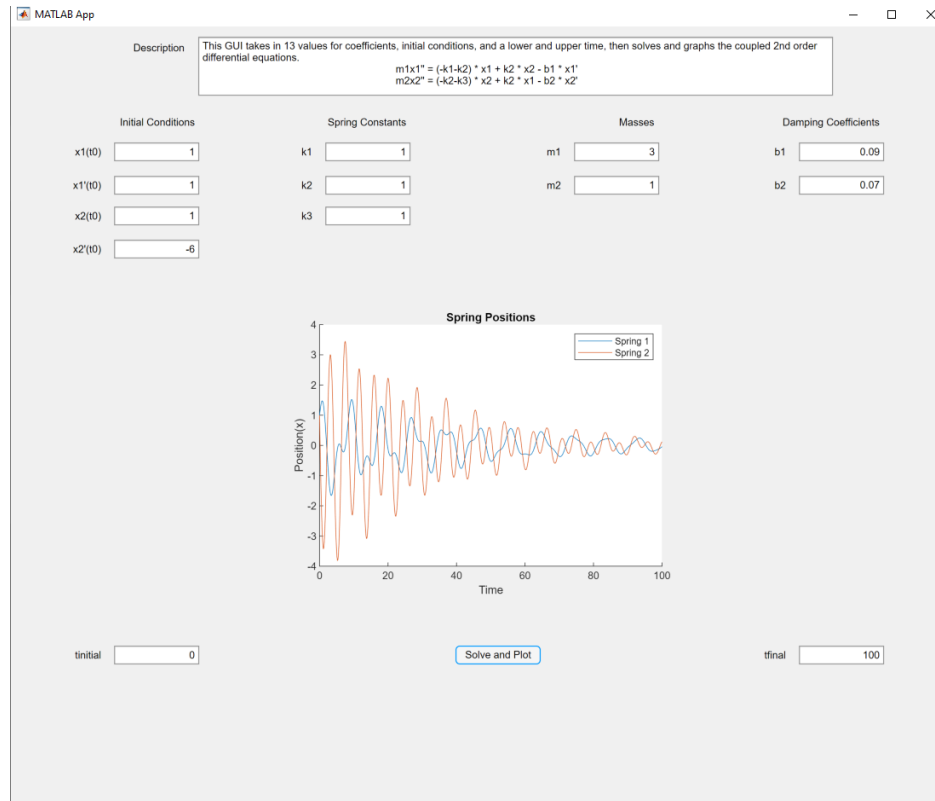 MATLAB App
Description
This GUI takes in 13 values for coefficients, initial conditions, and a lower and upper time, then solves and graphs the coupled 2nd order
differential equations.
m1x1" = (-k1-k2) * x1 + k2 * x2 - b1 * x1'
m2x2" = (-k2-k3) * x2 + k2 * x1 - b2 * x2'
Initial Conditions Spring Constants Masses Damping Coefficients
x1(t0) 1 k1 1 m1 3 b1 0.09
x1'(t0) 1 k2 1 m2 1 b2 0.07
x2(t0) 1 k3 1
x2'(t0) -6
Spring Positions
Spring 1
Spring 2
4
3
2
1
0
-1
-2
-3
-4
Position(x)
0 20 40 60 80 100
Time
tinitial 0 Solve and Plot tfinal 100